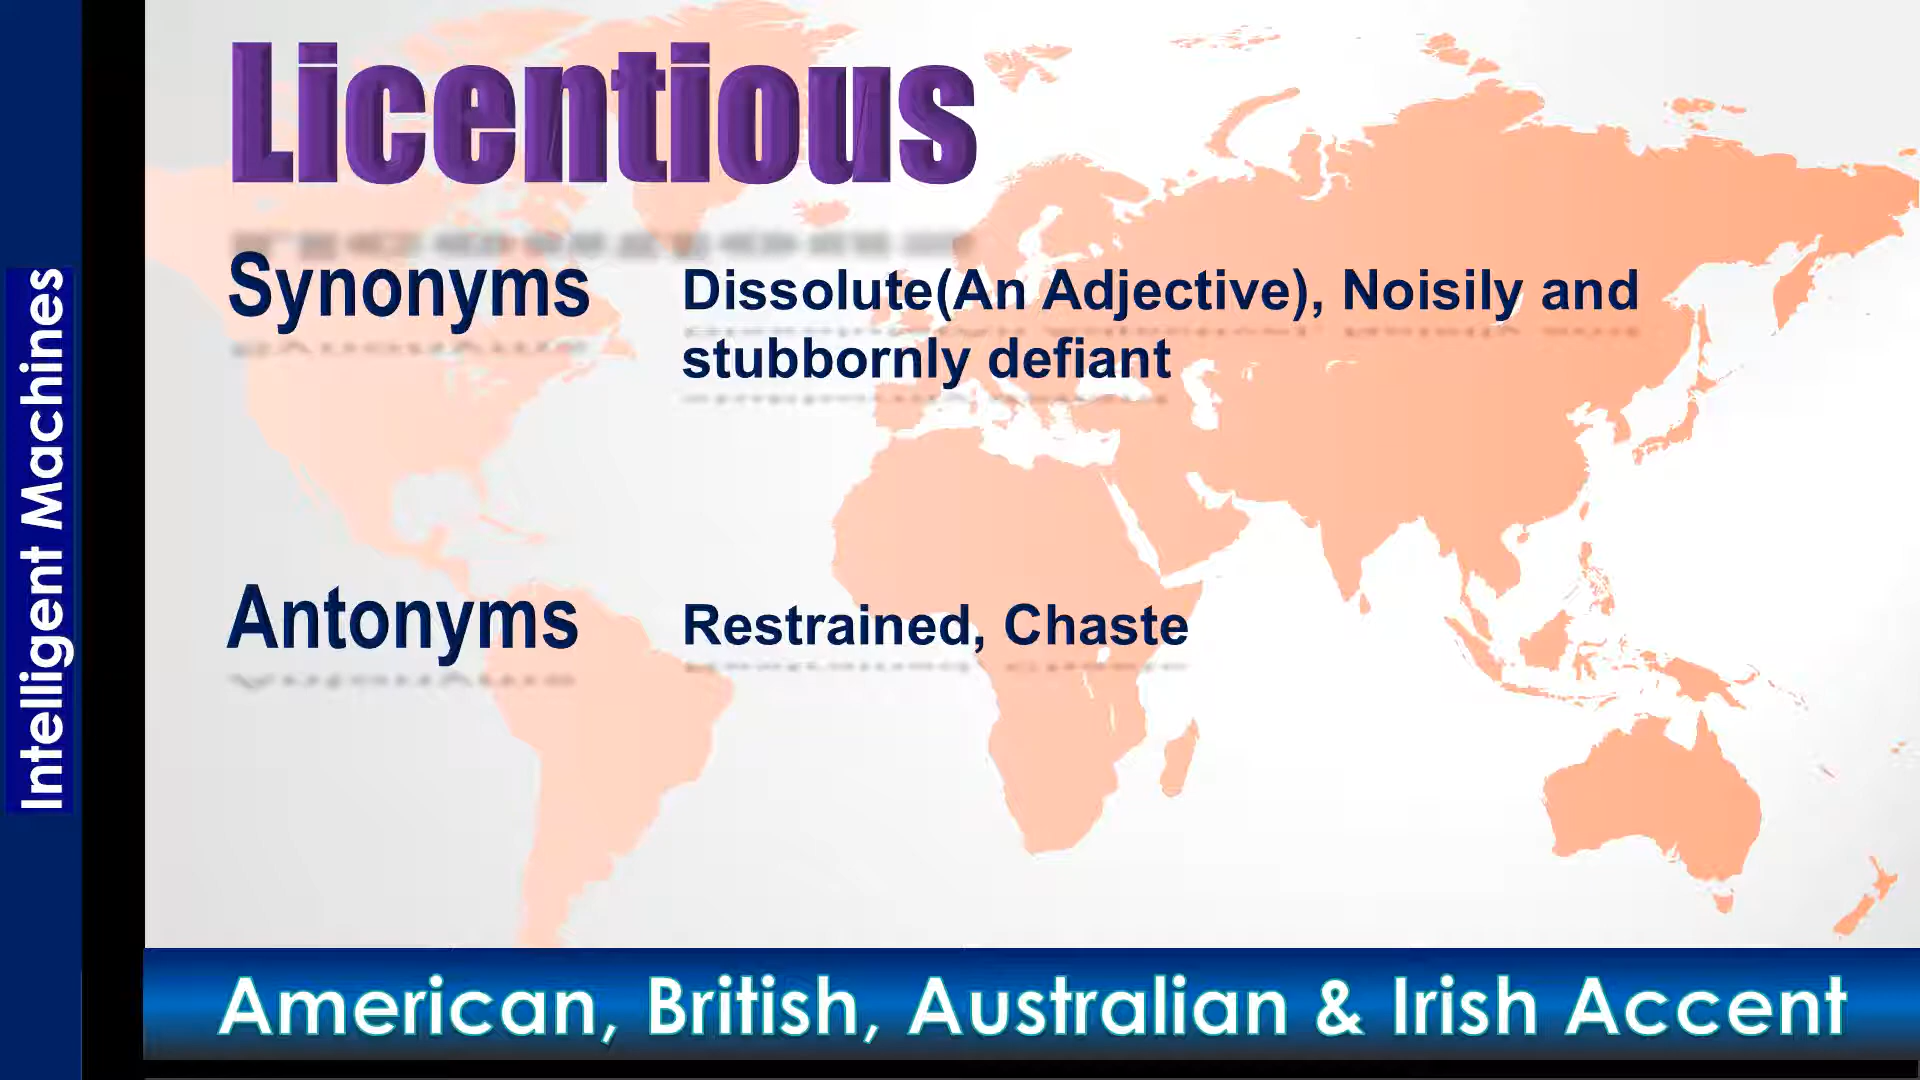 Licentious
Synonyms
Dissolute(An Adjective), Noisily and
stubbornly defiant
Antonyms
Restrained, Chaste
Intelligent Machines
American, British, Australian & Irish Accent